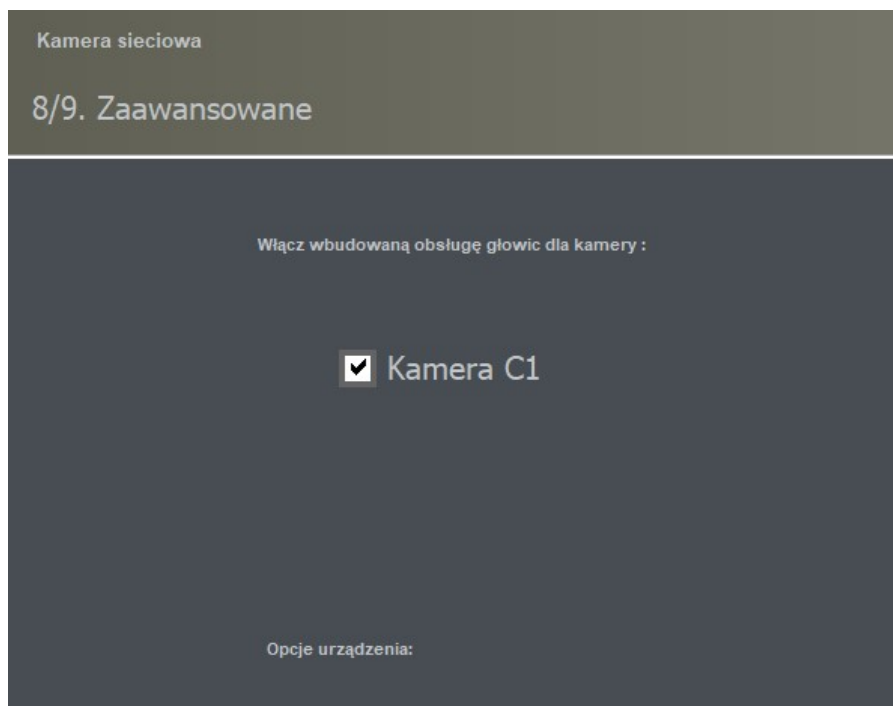 Kamera sieciowa
8/9. Zaawansowane
Włącz wbudowaną obsługę głowic dla kamery :
Kamera C1
Opcje urządzenia: